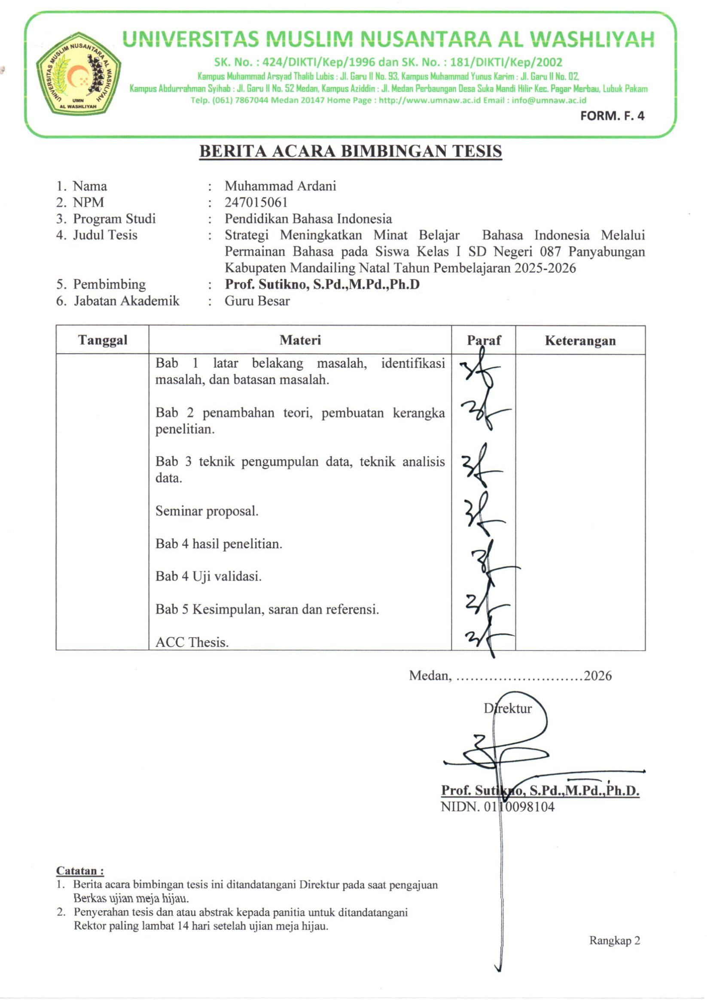 UNIVERSITAS MUSLIM NUSANTARA AL WASHLIYAH
UMN
AL WASHLIYAH
UNIVERSITAS MUSLIM NUSANTARA AL WASHLIYAH
SK. No. : 424/DIKTI/Kep/1996 dan SK. No. : 181/DIKTI/Kep/2002
Kampus Muhammad Arsyad Thalib Lubis : Jl. Garu II No. 93, Kampus Muhammad Yunus Karim : Jl. Garu II No. 02,
Kampus Abdurrahman Syihab : Jl. Garu II No. 52 Medan, Kampus Aziddin : Jl. Medan Perbaungan Desa Suka Mandi Hilir Kec. Pagar Merbau, Lubuk Pakam
Telp. (061) 7867044 Medan 20147 Home Page : http://www.umnaw.ac.id Email : info@umnaw.ac.id
FORM. F. 4
BERITA ACARA BIMBINGAN TESIS
1. Nama : Muhammad Ardani
2. NPM : 247015061
3. Program Studi : Pendidikan Bahasa Indonesia
4. Judul Tesis : Strategi Meningkatkan Minat Belajar Bahasa Indonesia Melalui
Permainan Bahasa pada Siswa Kelas I SD Negeri 087 Panyabungan
Kabupaten Mandailing Natal Tahun Pembelajaran 2025-2026
5. Pembimbing : Prof. Sutikno, S.Pd.,M.Pd.,Ph.D
6. Jabatan Akademik : Guru Besar
Tanggal Materi Paraf Keterangan
Bab 1 latar belakang masalah, identifikasi
masalah, dan batasan masalah.
Bab 2 penambahan teori, pembuatan kerangka
penelitian.
Bab 3 teknik pengumpulan data, teknik analisis
data.
Seminar proposal.
Bab 4 hasil penelitian.
Bab 4 Uji validasi.
Bab 5 Kesimpulan, saran dan referensi.
ACC Thesis.
Medan, ...........................2026
Direktur
Prof. Sutikno, S.Pd.,M.Pd.,Ph.D.
NIDN. 0110098104
Catatan :
1. Berita acara bimbingan tesis ini ditandatangani Direktur pada saat pengajuan
Berkas ujian meja hijau.
2. Penyerahan tesis dan atau abstrak kepada panitia untuk ditandatangani
Rektor paling lambat 14 hari setelah ujian meja hijau.
Rangkap 2